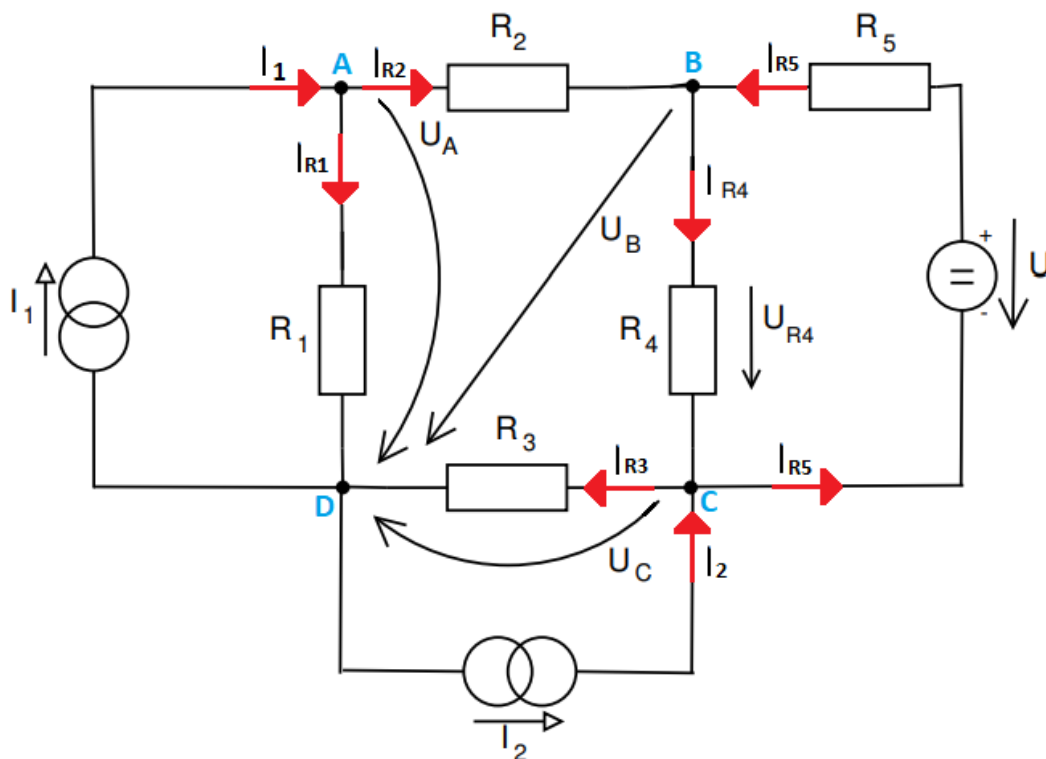 R2
R5
I1
A
IR2
B
IR5
UA
IR1
IR4
UB
+
I1
R1
R4
UR4
=
U
-
R3
IR3
IR5
D
C
UC
I2
I2